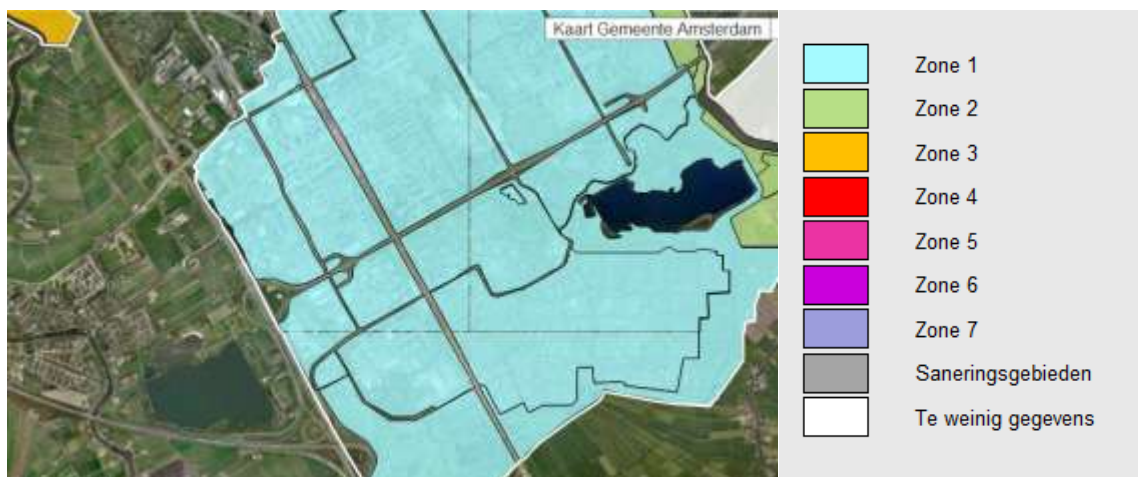 Kaart Gemeente Amsterdam
Zone 1
Zone 2
Zone 3
Zone 4
Zone 5
Zone 6
Zone 7
Saneringsgebieden
Te weinig gegevens